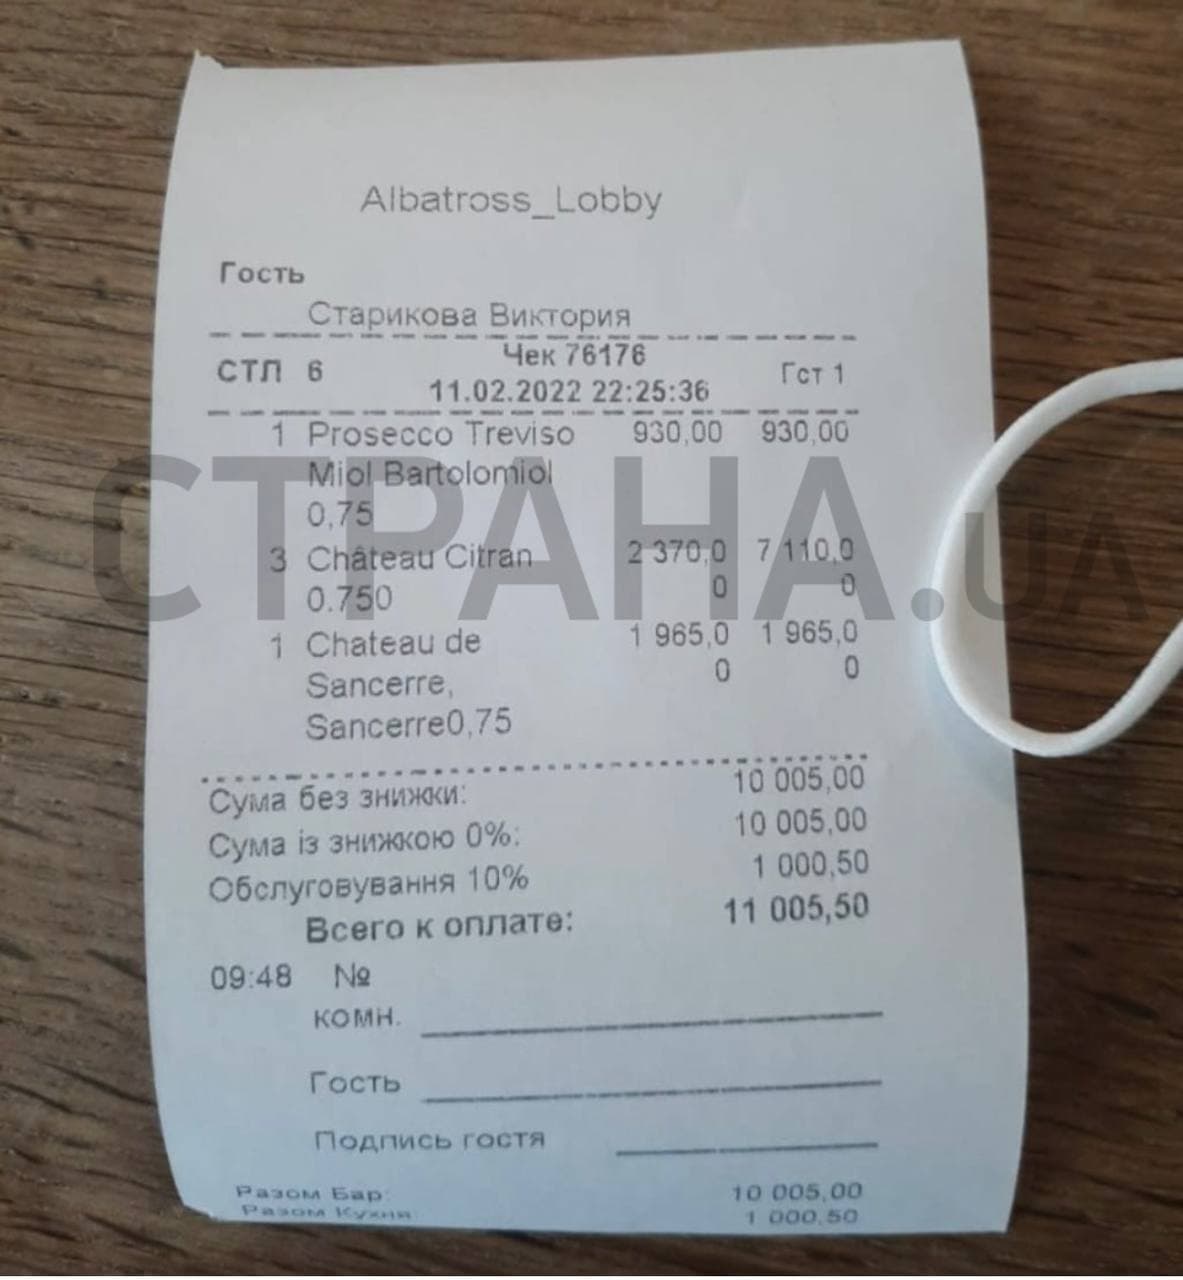 Albatross_Lobby
Гость
Старикова Виктория
Чек 76176
СТЛ 6 11.02.2022 22:25:36 Гст 1
1 Prosecco Treviso 930,00 930,00
Miol Bartolomiol
0,75
3 Château Citran 2 370,0 7 110,0
0.750 0 0
1 Chateau de 1 965,0 1 965,0
Sancerre, 0 0
Sancerre0,75
СТРАНА.UA
Сума без знижки: 10 005,00
Сума із знижкою 0%: 10 005,00
Обслуговування 10% 1 000,50
Всего к оплате: 11 005,50
09:48 №
комн.
Гость
Подпись гостя
Разом Бар: 10 005,00
Разом Кухня: 1 000,50